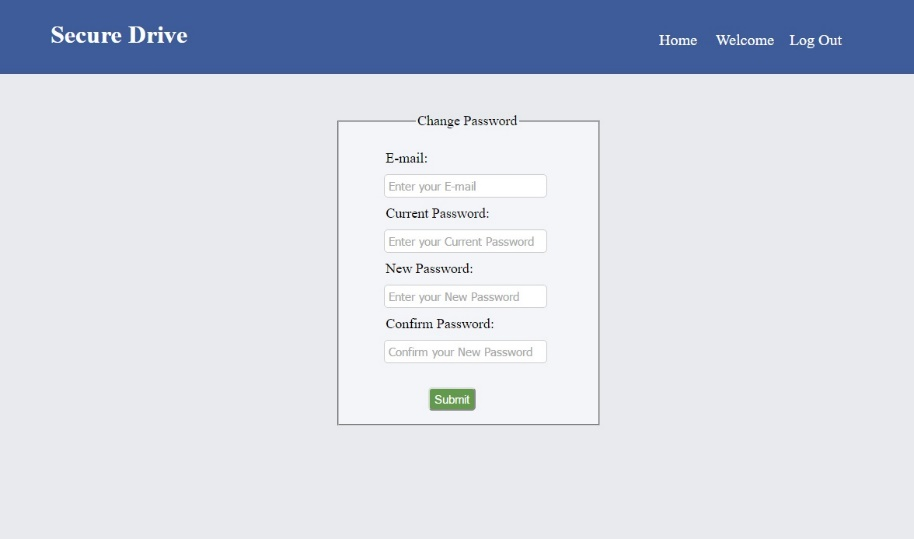 Secure Drive
Home Welcome Log Out
Change Password
E-mail:
Enter your E-mail
Current Password:
Enter your Current Password
New Password:
Enter your New Password
Confirm Password:
Confirm your New Password
Submit